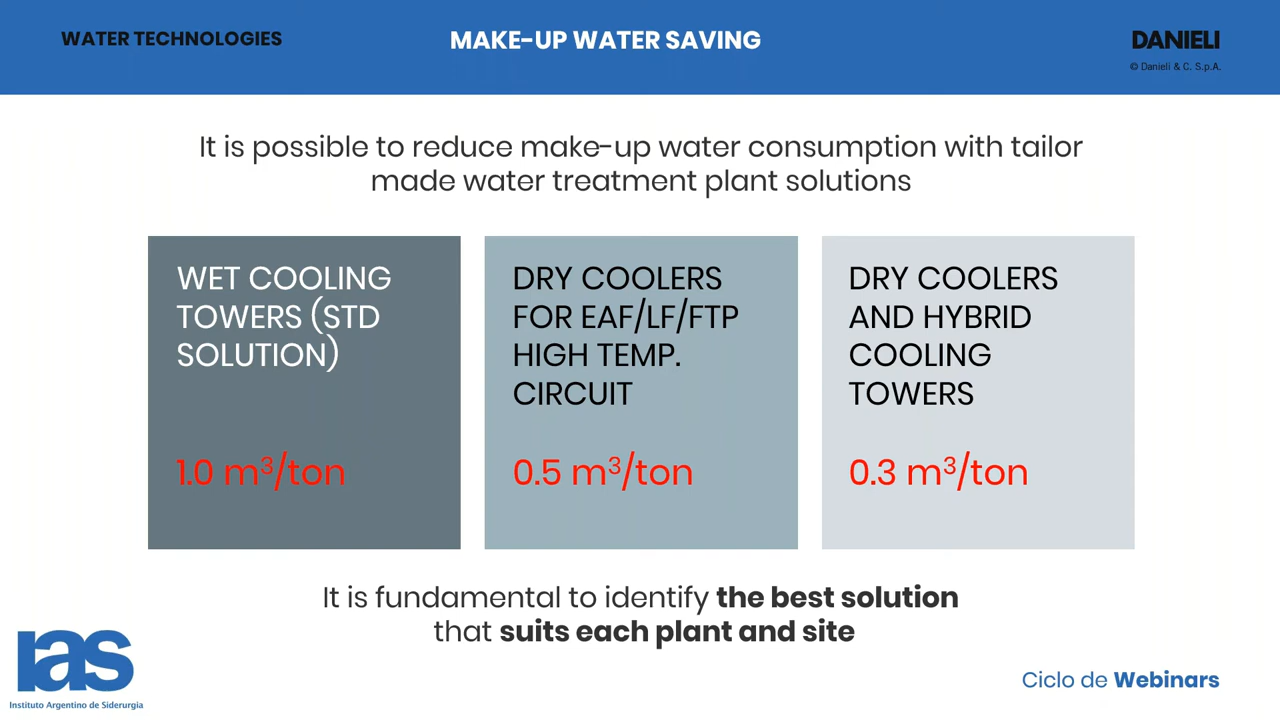 WATER TECHNOLOGIES
MAKE-UP WATER SAVING
DANIELI
© Danieli & C. S.p.A.
It is possible to reduce make-up water consumption with tailor
made water treatment plant solutions
WET COOLING
TOWERS (STD
SOLUTION)
1.0 m³/ton
DRY COOLERS
FOR EAF/LF/FTP
HIGH TEMP.
CIRCUIT
0.5 m³/ton
DRY COOLERS
AND HYBRID
COOLING
TOWERS
0.3 m³/ton
It is fundamental to identify the best solution
that suits each plant and site
ias
Instituto Argentino de Siderurgia
Ciclo de Webinars